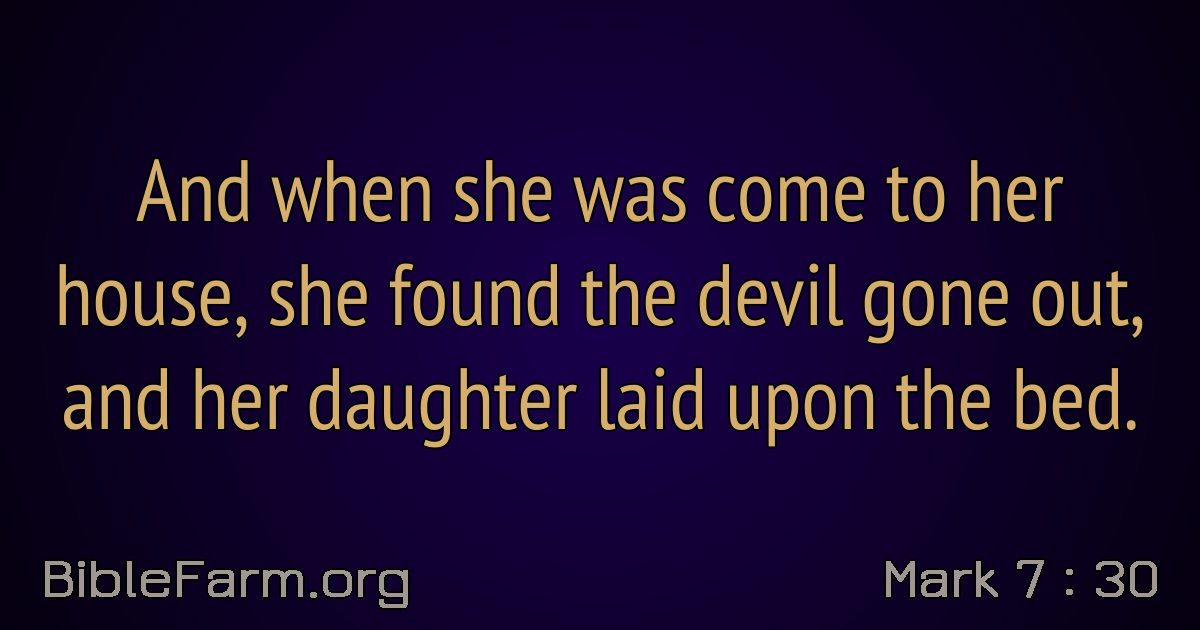 And when she was come to her
house, she found the devil gone out,
and her daughter laid upon the bed.
BibleFarm.org
Mark 7 : 30